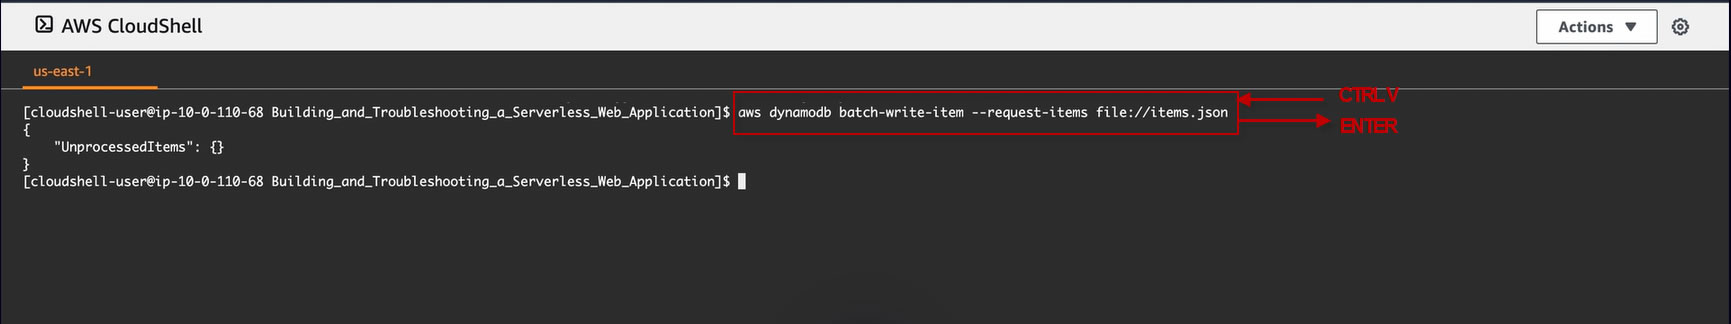 AWS CloudShell
Actions ▼
us-east-1
[cloudshell-user@ip-10-0-110-68 Building_and_Troubleshooting_a_Serverless_Web_Application]$ aws dynamodb batch-write-item --request-items file://items.json
CTRL V
ENTER
{
    "UnprocessedItems": {}
}
[cloudshell-user@ip-10-0-110-68 Building_and_Troubleshooting_a_Serverless_Web_Application]$